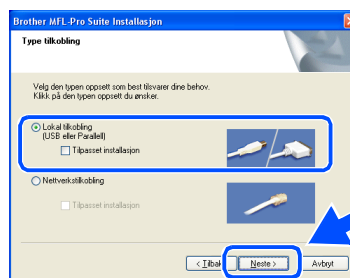 Brother MFL-Pro Suite Installasjon
Type tilkobling
Velg den typen oppsett som best tilsvarer dine behov.
Klikk på den typen oppsett du ønsker.
Lokal tilkobling
(USB eller Parallell)
Tilpasset installasjon
Nettverkstilkobling
Tilpasset installasjon
< Tilbak Neste > Avbryt